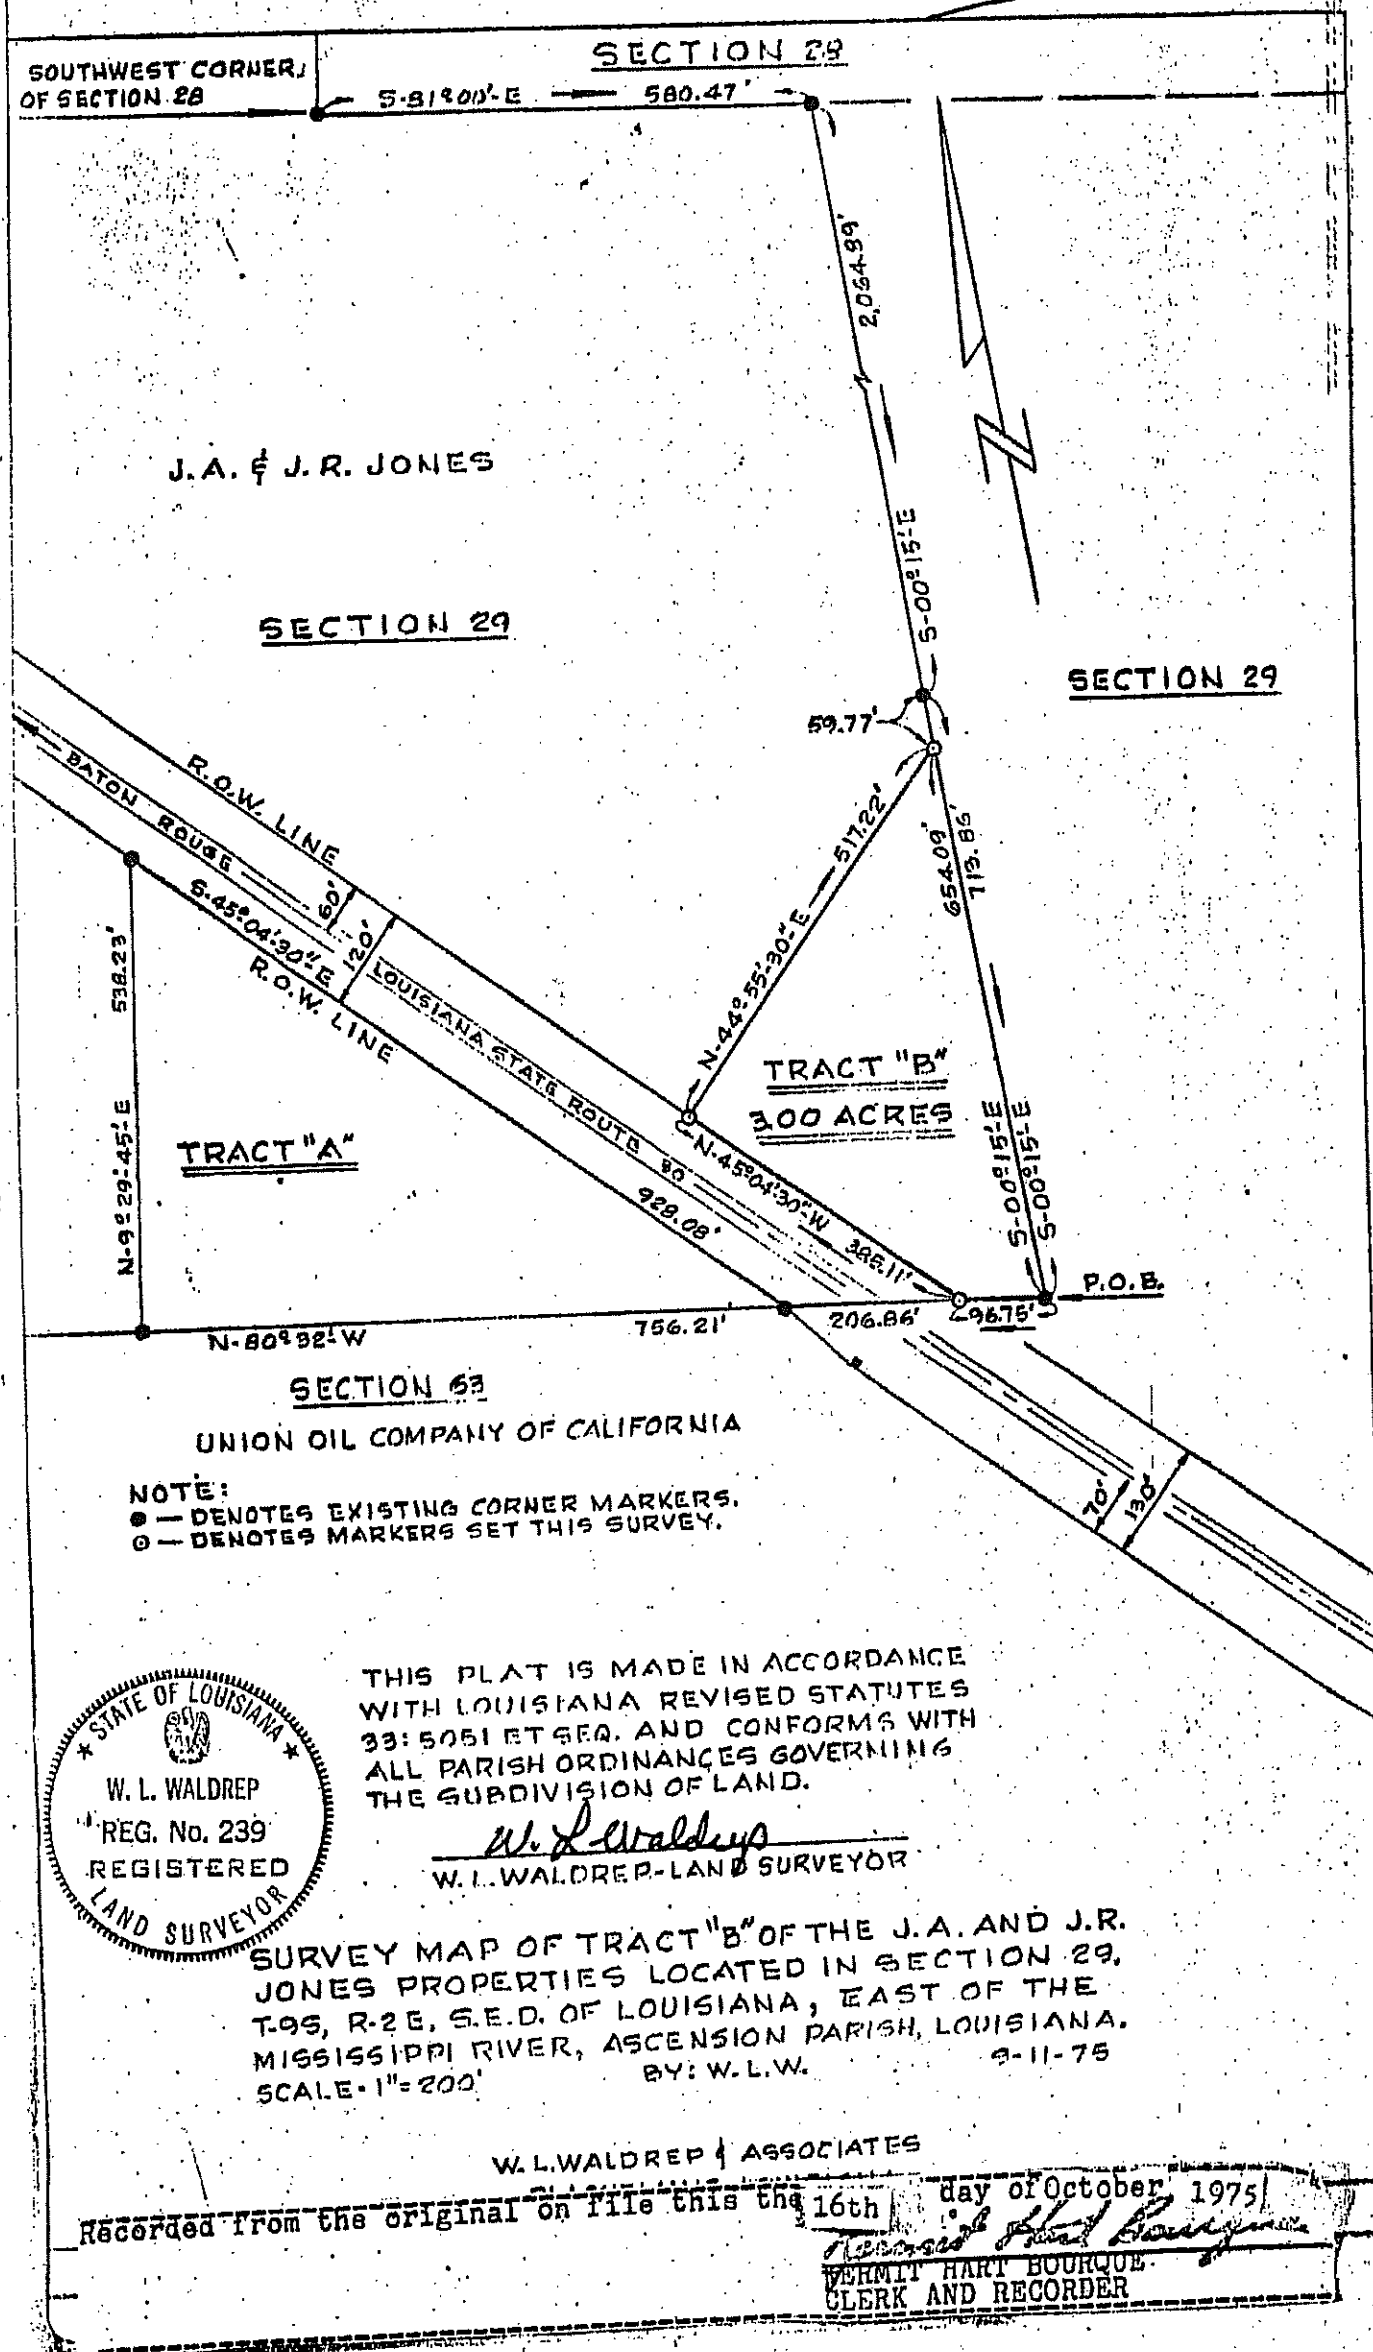 SECTION 28
SOUTHWEST CORNER
OF SECTION 28
S-81°00'-E 580.47'
2,054.89'
J.A. & J.R. JONES
S-00°15'-E
SECTION 29
SECTION 29
59.77'
R.O.W. LINE
BATON ROUGE
517.22'
N-44°55'-30"-E
654.09'
713.86'
60'
120'
S-45°04'-30"E
R.O.W. LINE
538.23'
N-9°29'-45'-E
LOUISIANA STATE ROUTE 30
TRACT "B"
3.00 ACRES
TRACT "A"
N-45°04'30"-W
385.11'
928.08'
S-00°15'-E
S-00°15'-E
P.O.B.
N-80°32'-W
756.21'
206.86'
96.75'
SECTION 63
UNION OIL COMPANY OF CALIFORNIA
NOTE:
● — DENOTES EXISTING CORNER MARKERS.
⊙ — DENOTES MARKERS SET THIS SURVEY.
70'
130'
THIS PLAT IS MADE IN ACCORDANCE
WITH LOUISIANA REVISED STATUTES
33:5051 ET SEQ. AND CONFORMS WITH
ALL PARISH ORDINANCES GOVERNING
THE SUBDIVISION OF LAND.
STATE OF LOUISIANA
W. L. WALDREP
REG. No. 239
REGISTERED
LAND SURVEYOR
W. L Waldrep
W.L.WALDREP-LAND SURVEYOR
SURVEY MAP OF TRACT "B" OF THE J.A. AND J.R.
JONES PROPERTIES LOCATED IN SECTION 29,
T-9S, R-2E, S.E.D. OF LOUISIANA, EAST OF THE
MISSISSIPPI RIVER, ASCENSION PARISH, LOUISIANA.
SCALE-1"=200' BY: W.L.W. 9-11-75
W.L.WALDREP & ASSOCIATES
Recorded from the original on file this the 16th day of October, 1975
Kermit Hart Bourque
KERMIT HART BOURQUE
CLERK AND RECORDER